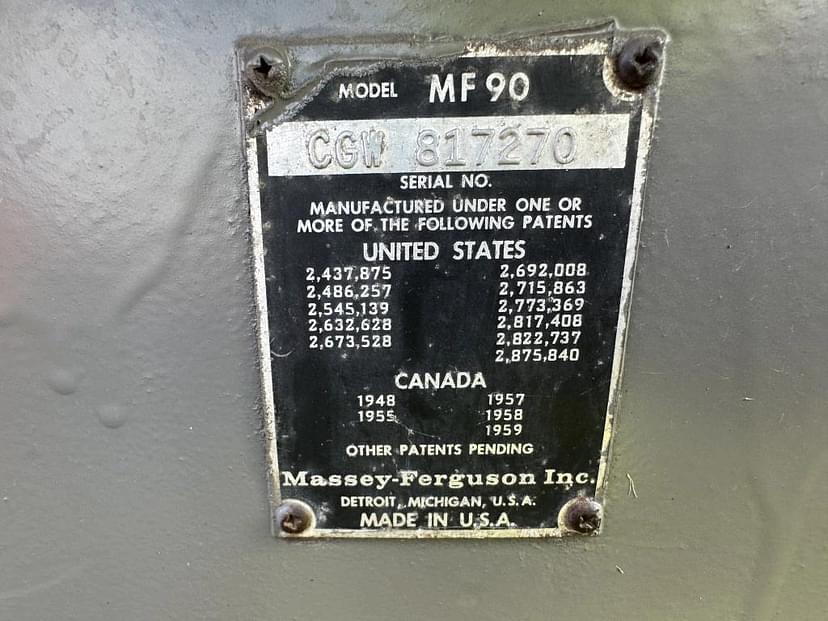 MODEL MF 90
CGW 817270
SERIAL NO.
MANUFACTURED UNDER ONE OR
MORE OF THE FOLLOWING PATENTS
UNITED STATES
2,437,875 2,692,008
2,486,257 2,715,863
2,545,139 2,773,369
2,632,628 2,817,408
2,673,528 2,822,737
2,875,840
CANADA
1948 1957
1955 1958
1959
OTHER PATENTS PENDING
Massey-Ferguson Inc.
DETROIT, MICHIGAN, U.S.A.
MADE IN U.S.A.